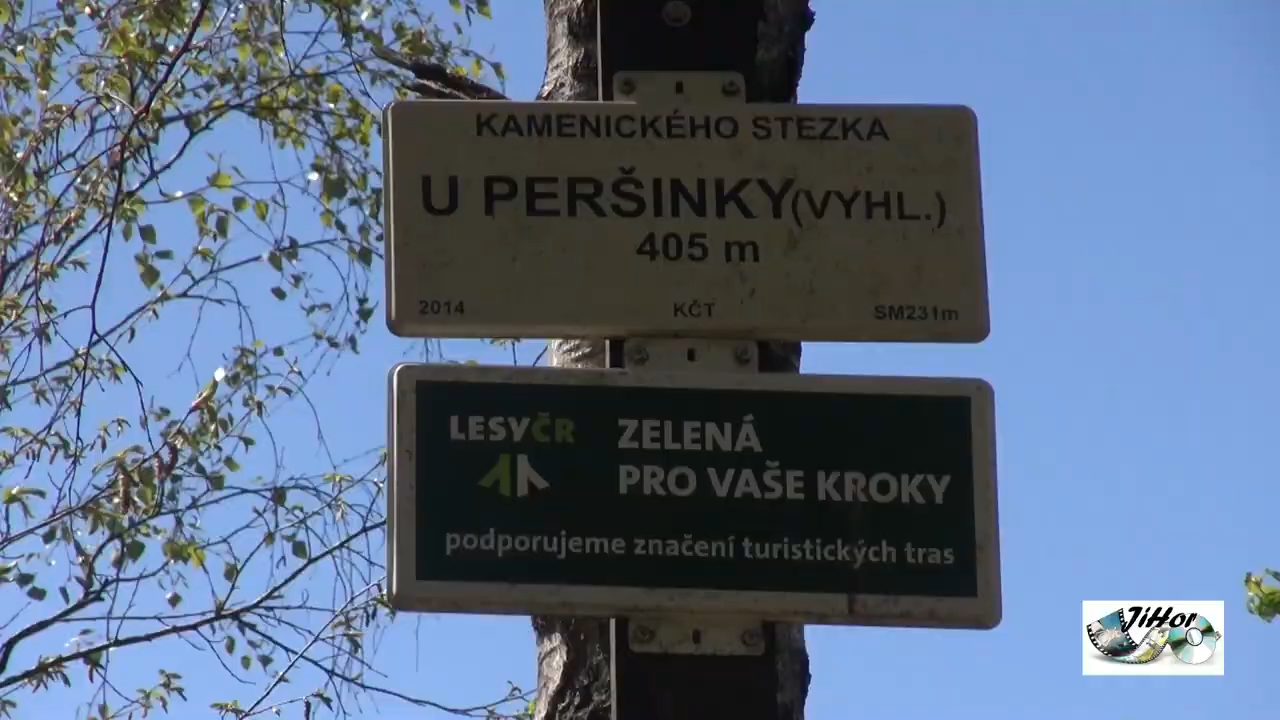 KAMENICKÉHO STEZKA
U PERŠINKY(VYHL.)
405 m
2014 KČT SM231m
LESYČR
ZELENÁ
PRO VAŠE KROKY
podporujeme značení turistických tras
JiHor